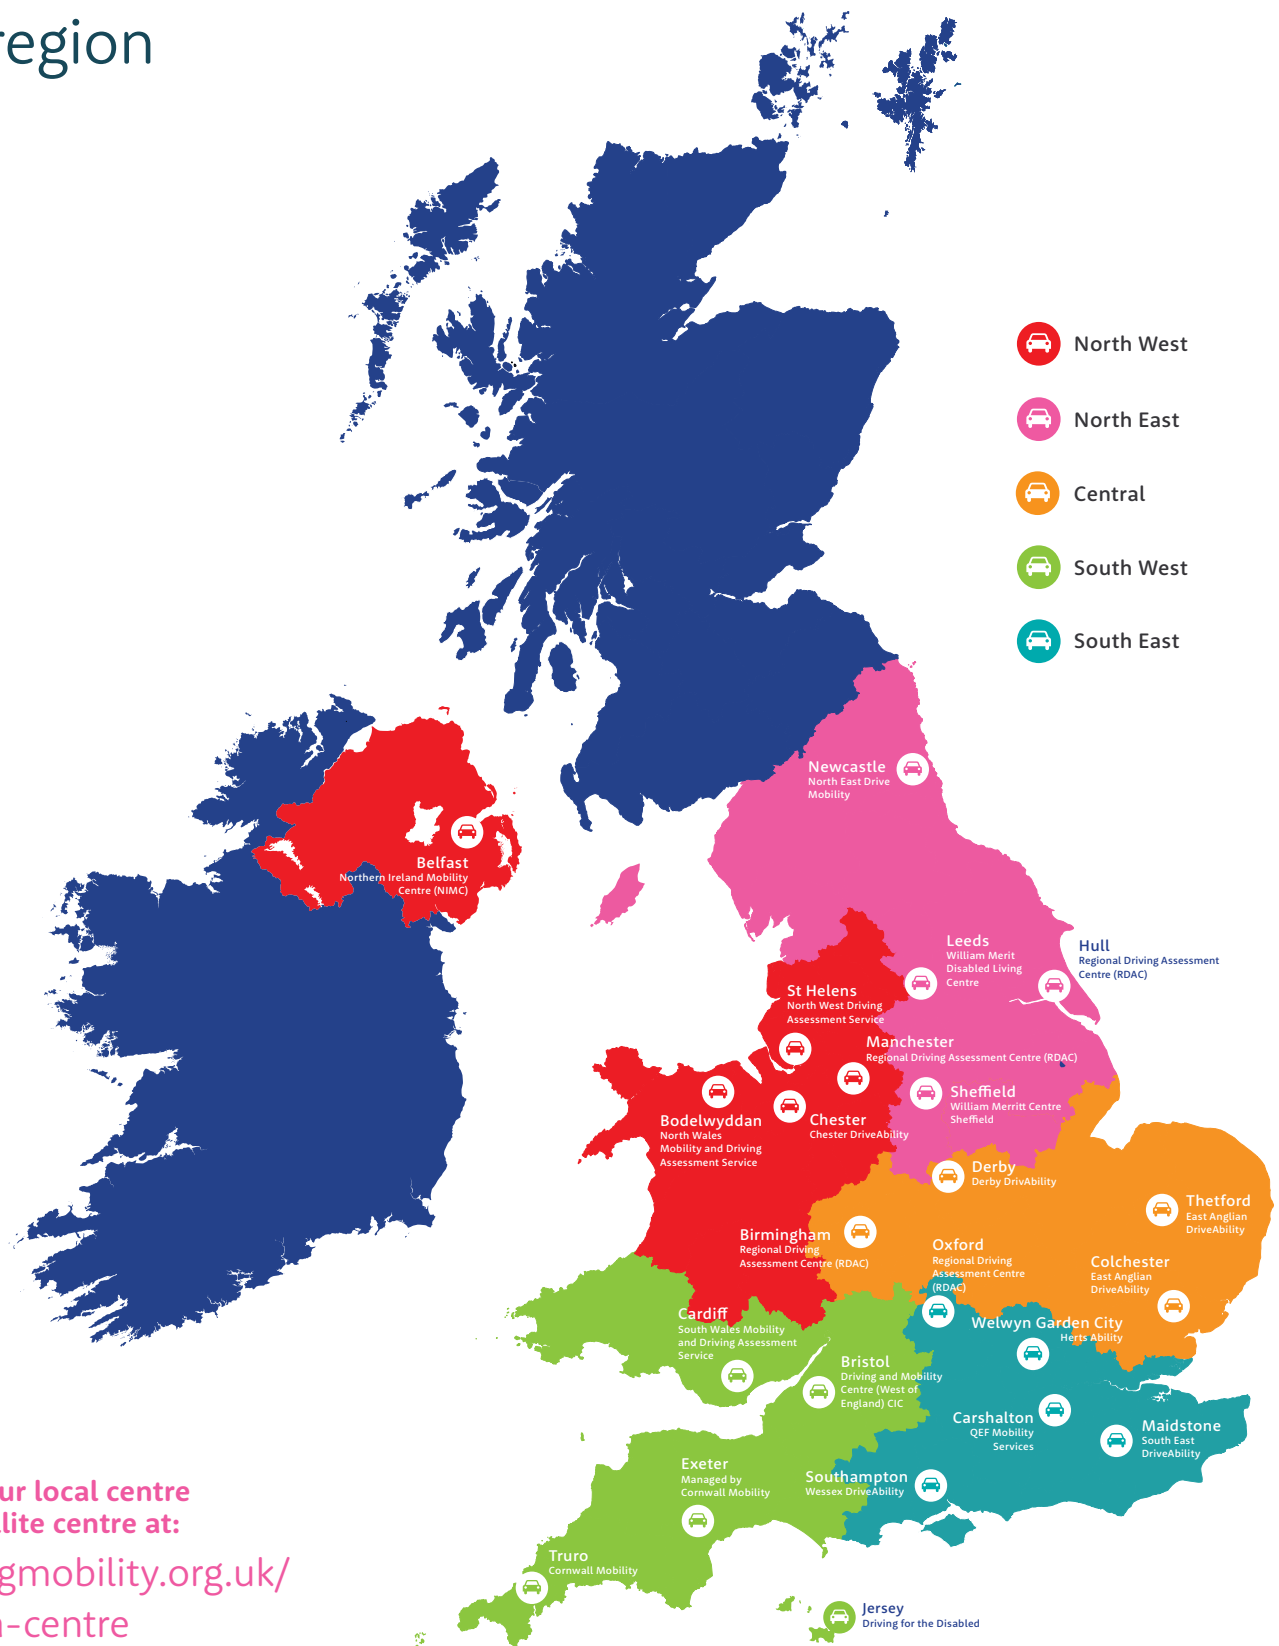 region
North West
North East
Central
South West
South East
Newcastle
North East Drive
Mobility
Belfast
Northern Ireland Mobility
Centre (NIMC)
Leeds
William Merit
Disabled Living
Centre
Hull
Regional Driving Assessment
Centre (RDAC)
St Helens
North West Driving
Assessment Service
Manchester
Regional Driving Assessment Centre (RDAC)
Sheffield
William Merritt Centre
Sheffield
Bodelwyddan
North Wales
Mobility and Driving
Assessment Service
Chester
Chester DriveAbility
Derby
Derby DrivAbility
Thetford
East Anglian
DriveAbility
Birmingham
Regional Driving
Assessment Centre (RDAC)
Oxford
Regional Driving
Assessment Centre
(RDAC)
Colchester
East Anglian
DriveAbility
Cardiff
South Wales Mobility
and Driving Assessment
Service
Welwyn Garden City
Herts Ability
Bristol
Driving and Mobility
Centre (West of
England) CIC
Carshalton
QEF Mobility
Services
Maidstone
South East
DriveAbility
Exeter
Managed by
Cornwall Mobility
Southampton
Wessex DriveAbility
Truro
Cornwall Mobility
Jersey
Driving for the Disabled
ur local centre
llite centre at:
gmobility.org.uk/
-centre